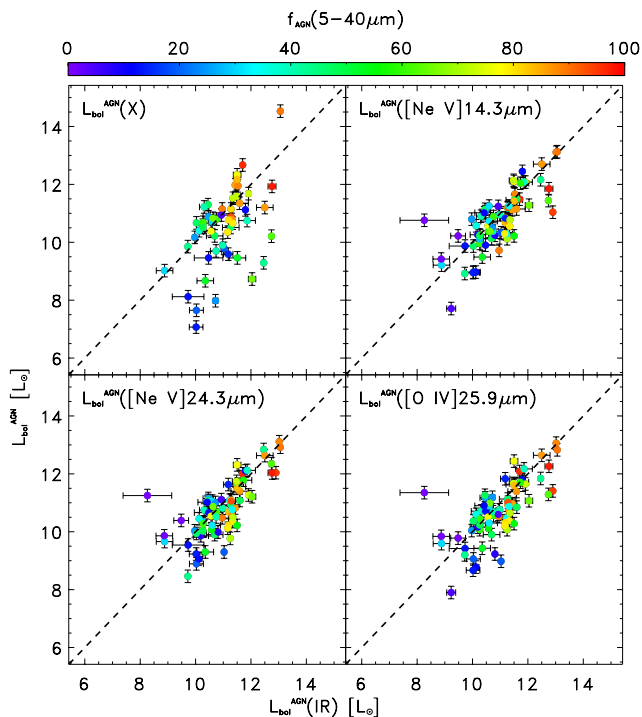 f_AGN(5-40μm)
0 20 40 60 80 100
L_bol^AGN(X)
L_bol^AGN([Ne V]14.3μm)
14
12
10
8
6
L_bol^AGN [L_⊙]
L_bol^AGN([Ne V]24.3μm)
L_bol^AGN([O IV]25.9μm)
14
12
10
8
6
6 8 10 12 14 6 8 10 12 14
L_bol^AGN(IR) [L_⊙]